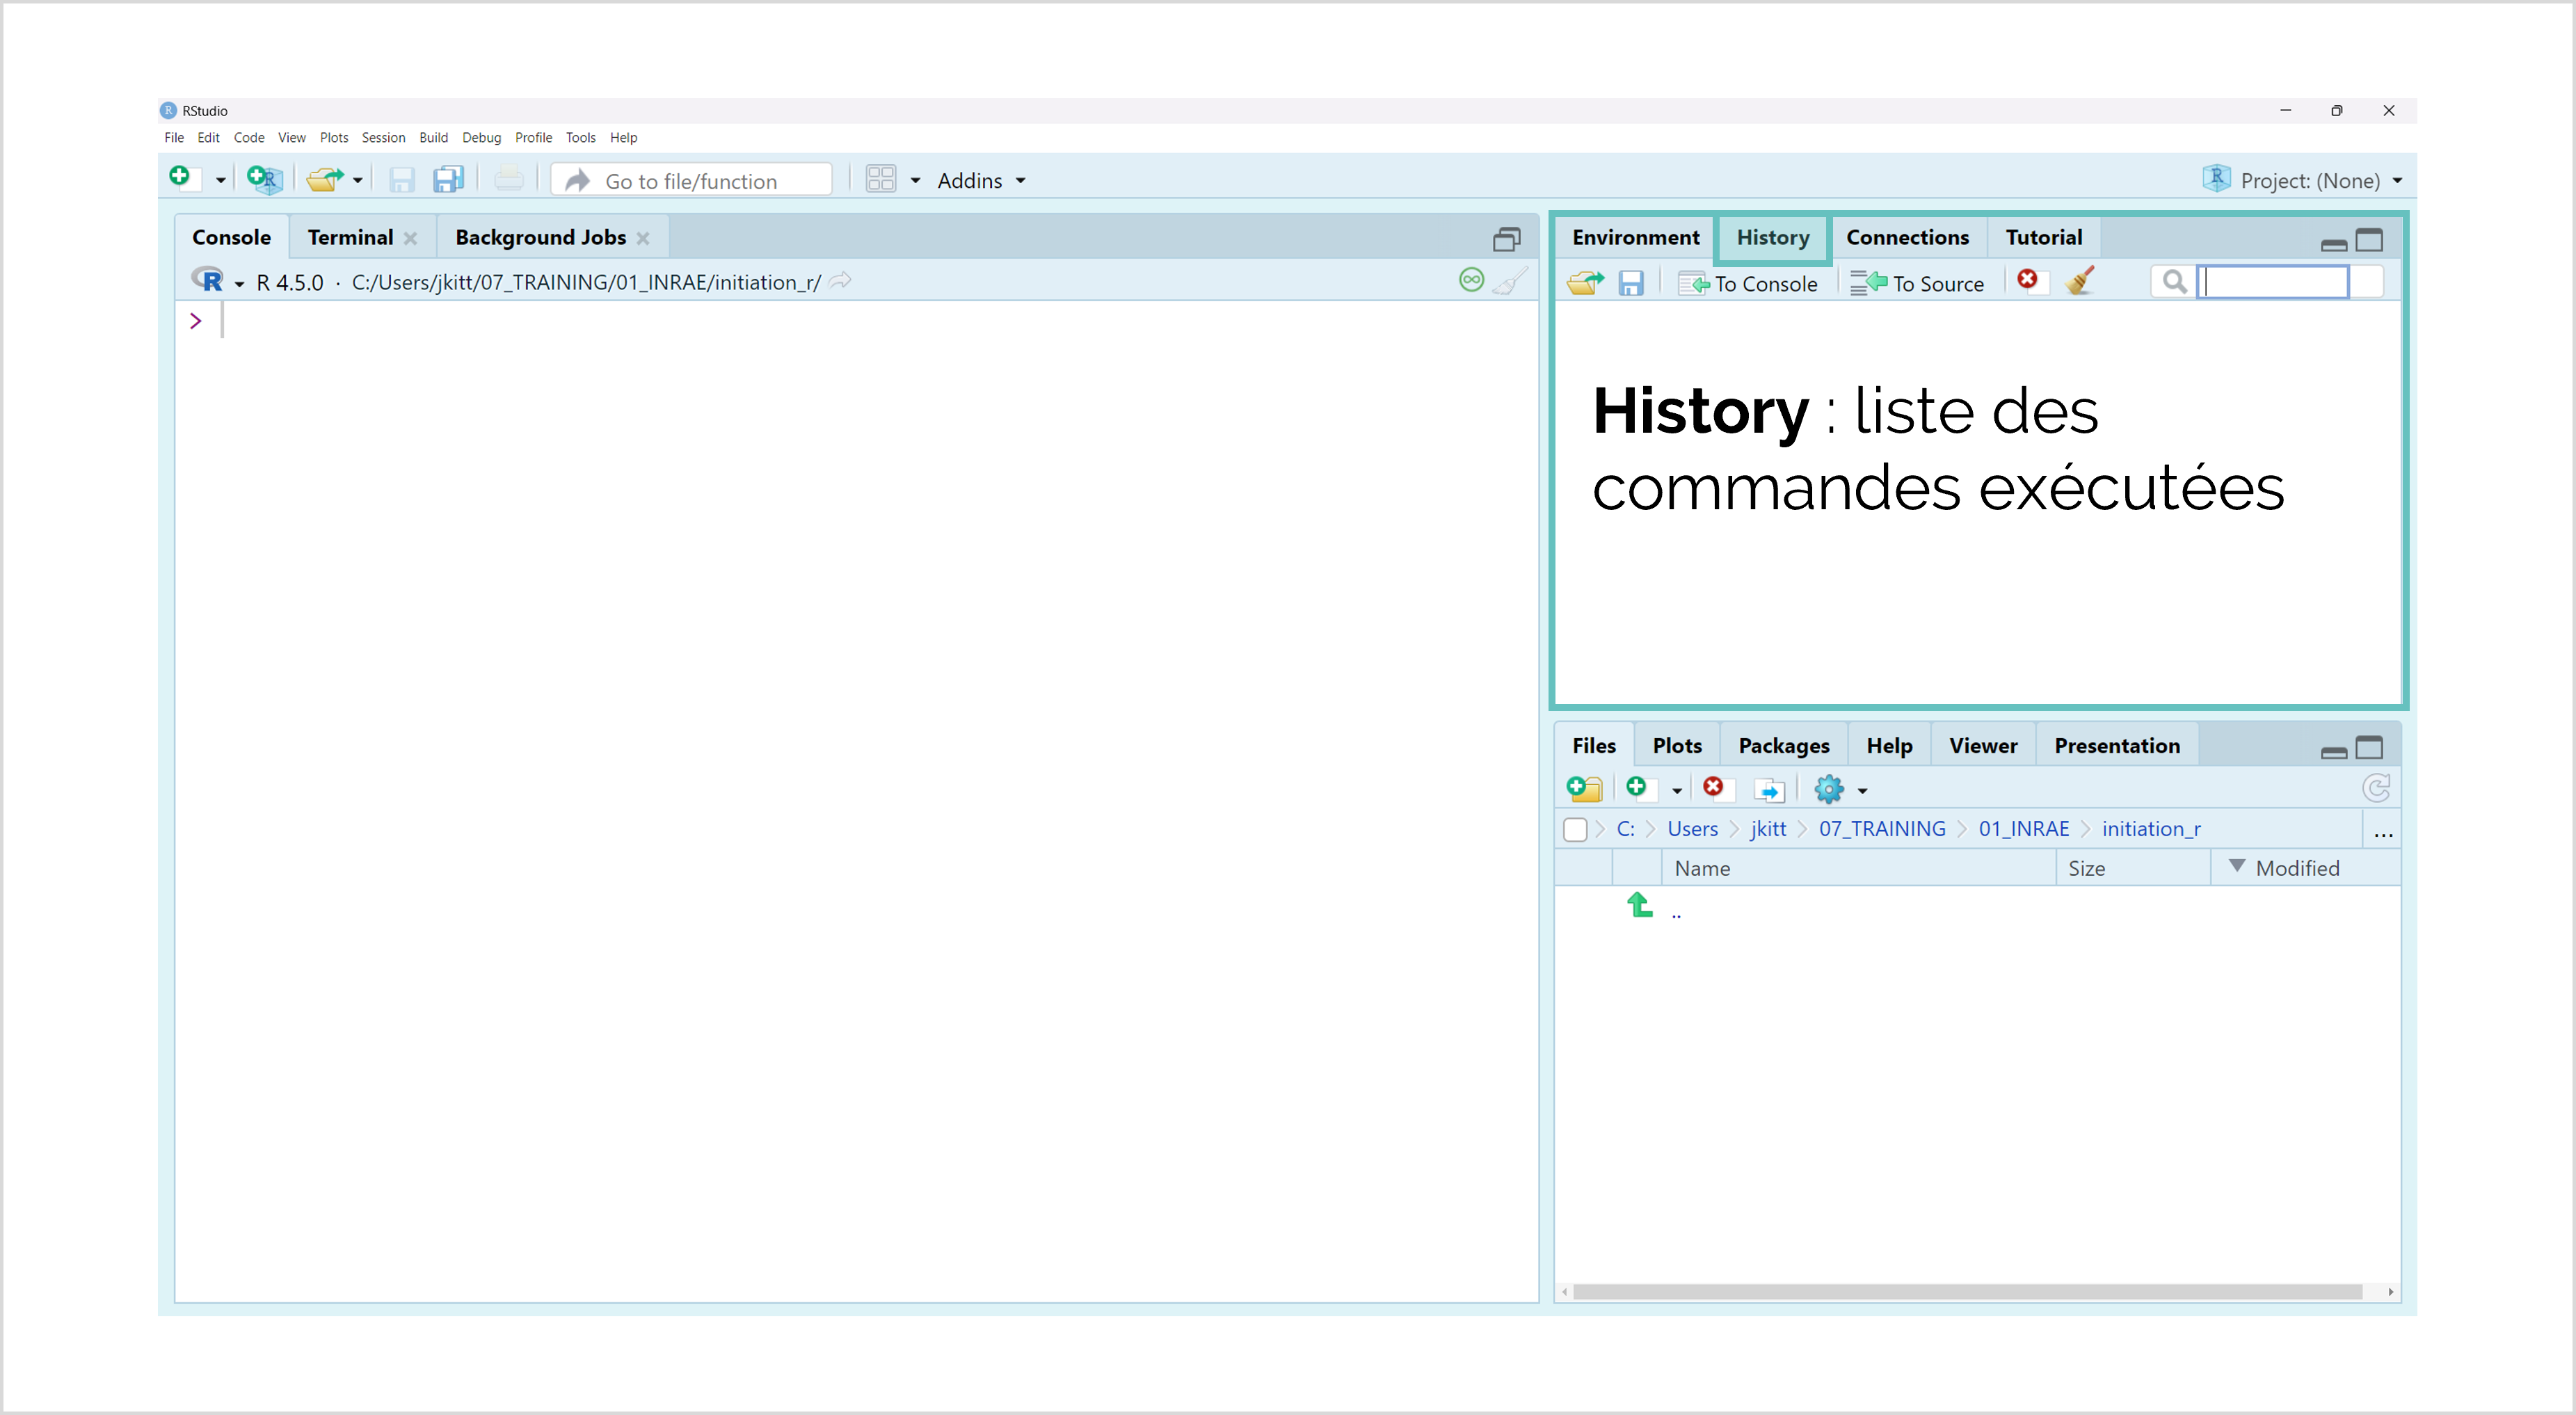 RStudio
File Edit Code View Plots Session Build Debug Profile Tools Help
Go to file/function
Addins
Project: (None)
Console Terminal Background Jobs
R 4.5.0 · C:/Users/jkitt/07_TRAINING/01_INRAE/initiation_r/
>
Environment History Connections Tutorial
To Console To Source
History : liste des
commandes exécutées
Files Plots Packages Help Viewer Presentation
C: Users jkitt 07_TRAINING 01_INRAE initiation_r ...
Name Size Modified
..